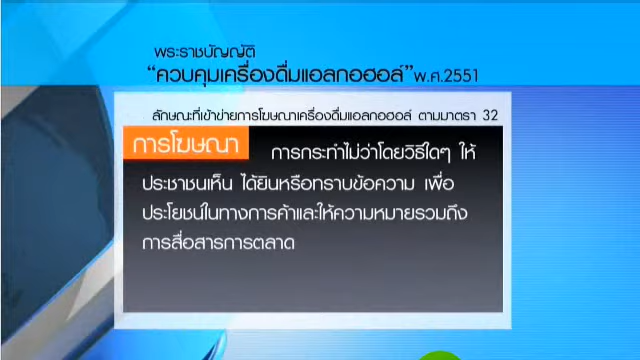 พระราชบัญญัติ
“ควบคุมเครื่องดื่มแอลกอฮอล์”พ.ศ.2551
ลักษณะที่เข้าข่ายการโฆษณาเครื่องดื่มแอลกอฮอล์ ตามมาตรา 32
การโฆษณา การกระทำไม่ว่าโดยวิธีใดๆ ให้
ประชาชนเห็น ได้ยินหรือทราบข้อความ เพื่อ
ประโยชน์ในทางการค้าและให้ความหมายรวมถึง
การสื่อสารการตลาด